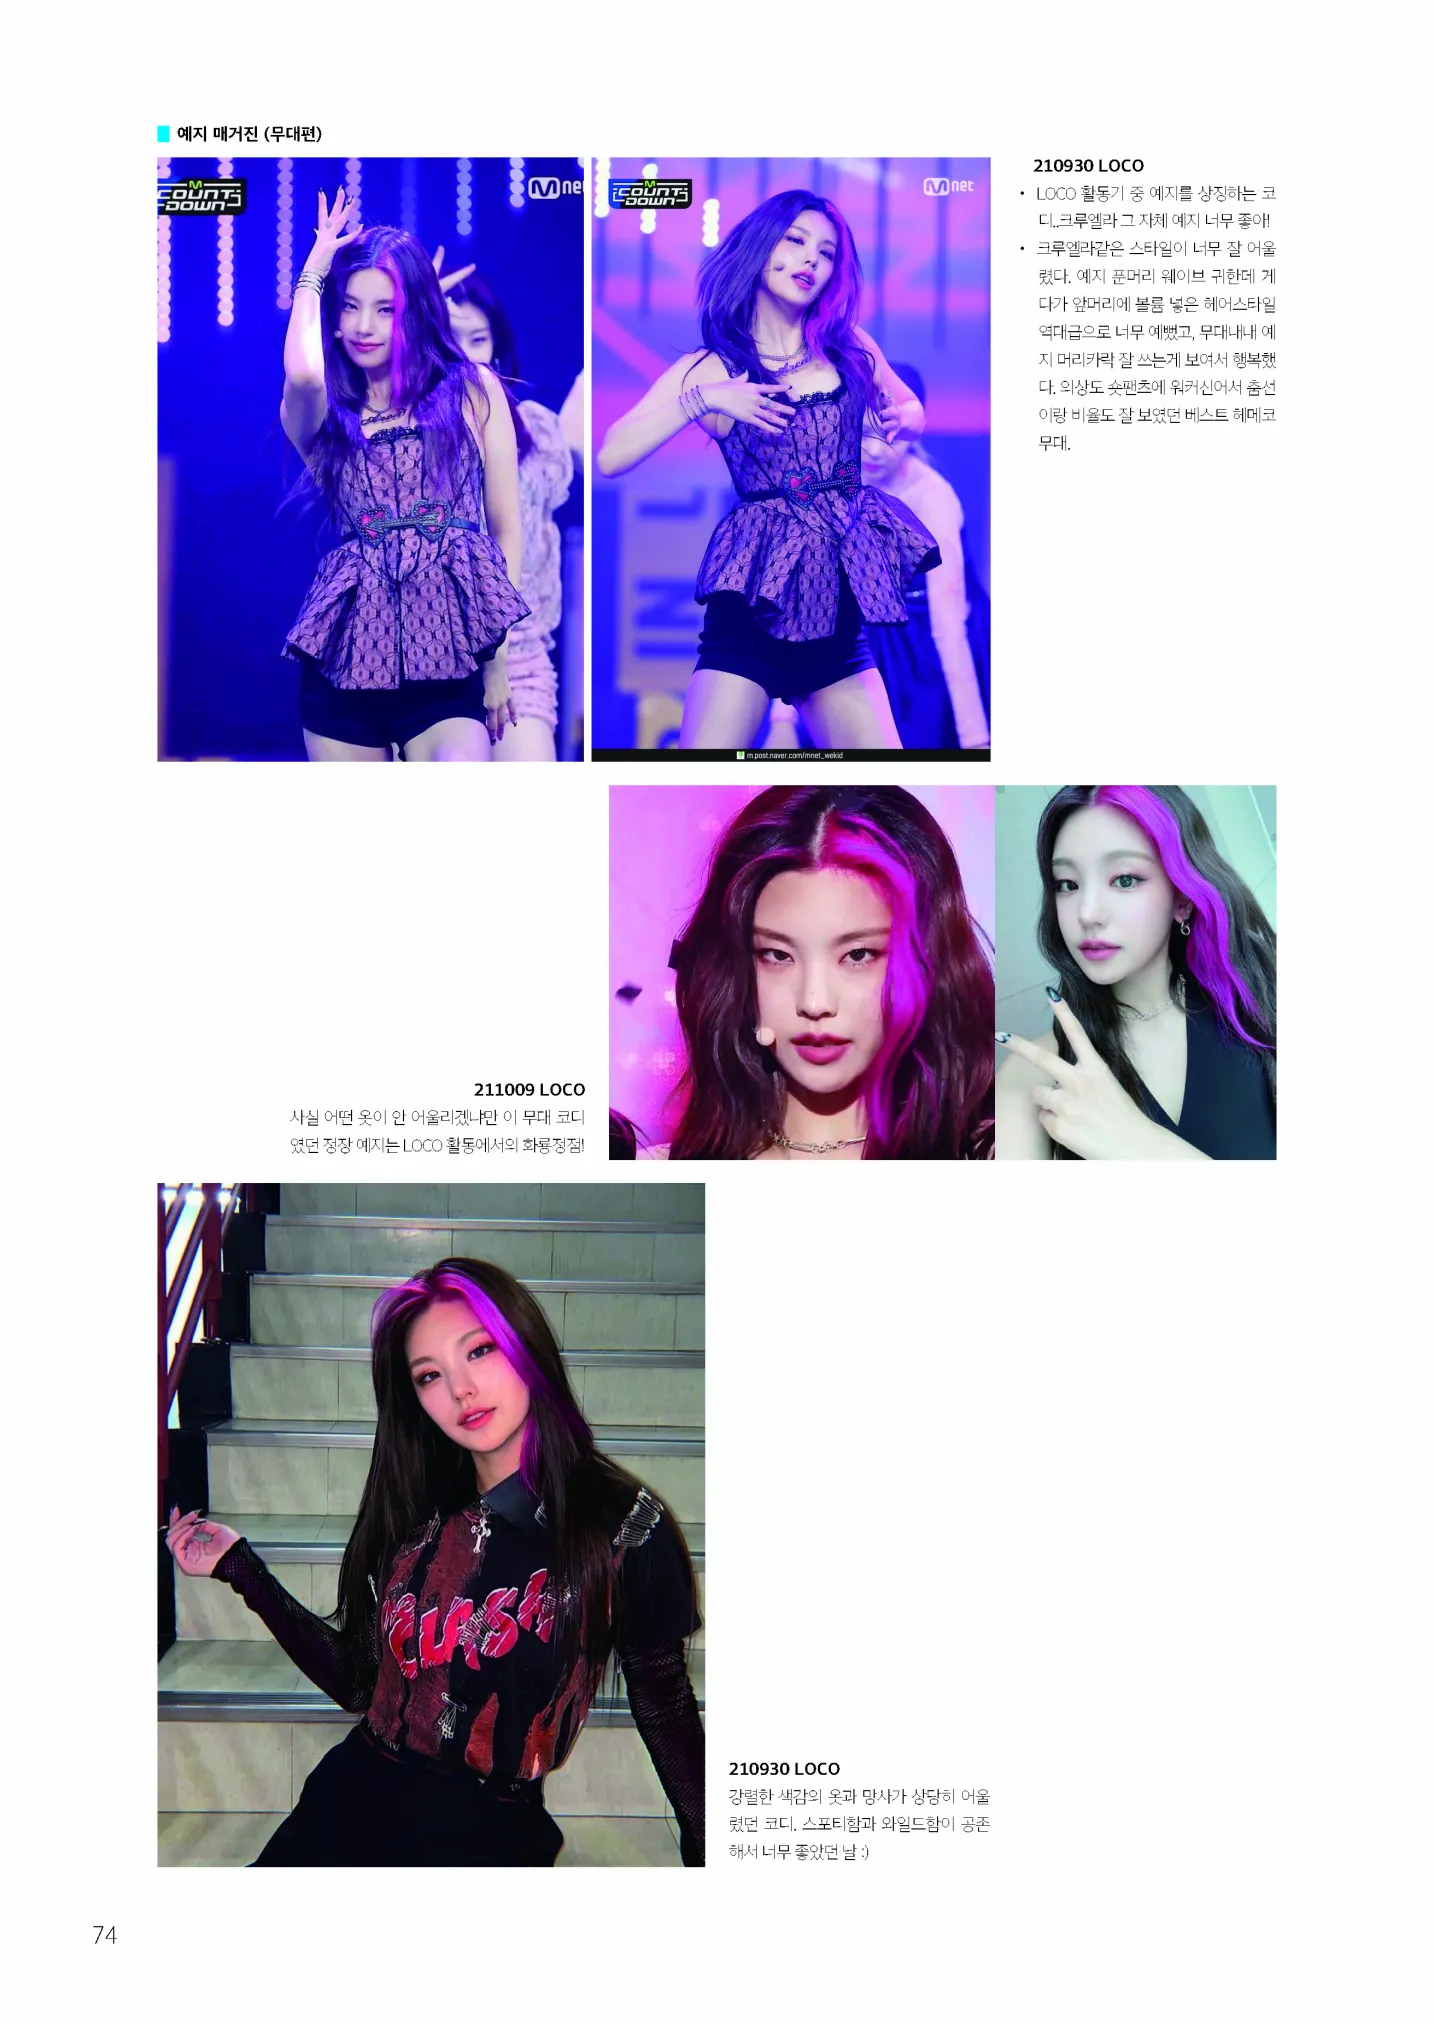 예지 매거진 (무대편)
COUNT
DOWN
Mnet
COUNT
DOWN
Mnet
m.post.naver.com/mnet_wekid
210930 LOCO
• LOCO 활동기 중 예지를 상징하는 코
디..크루엘라 그 자체 예지 너무 좋아!
• 크루엘라같은 스타일이 너무 잘 어울
렸다. 예지 푼머리 웨이브 귀한데 게
다가 앞머리에 볼륨 넣은 헤어스타일
역대급으로 너무 예뻤고, 무대내내 예
지 머리카락 잘 쓰는게 보여서 행복했
다. 의상도 숏팬츠에 워커신어서 춤선
이랑 비율도 잘 보였던 베스트 헤메코
무대.
211009 LOCO
사실 어떤 옷이 안 어울리겠냐만 이 무대 코디
였던 정장 예지는 LOCO 활동에서의 화룡정점!
CLASH
210930 LOCO
강렬한 색감의 옷과 망사가 상당히 어울
렸던 코디. 스포티함과 와일드함이 공존
해서 너무 좋았던 날 :)
74